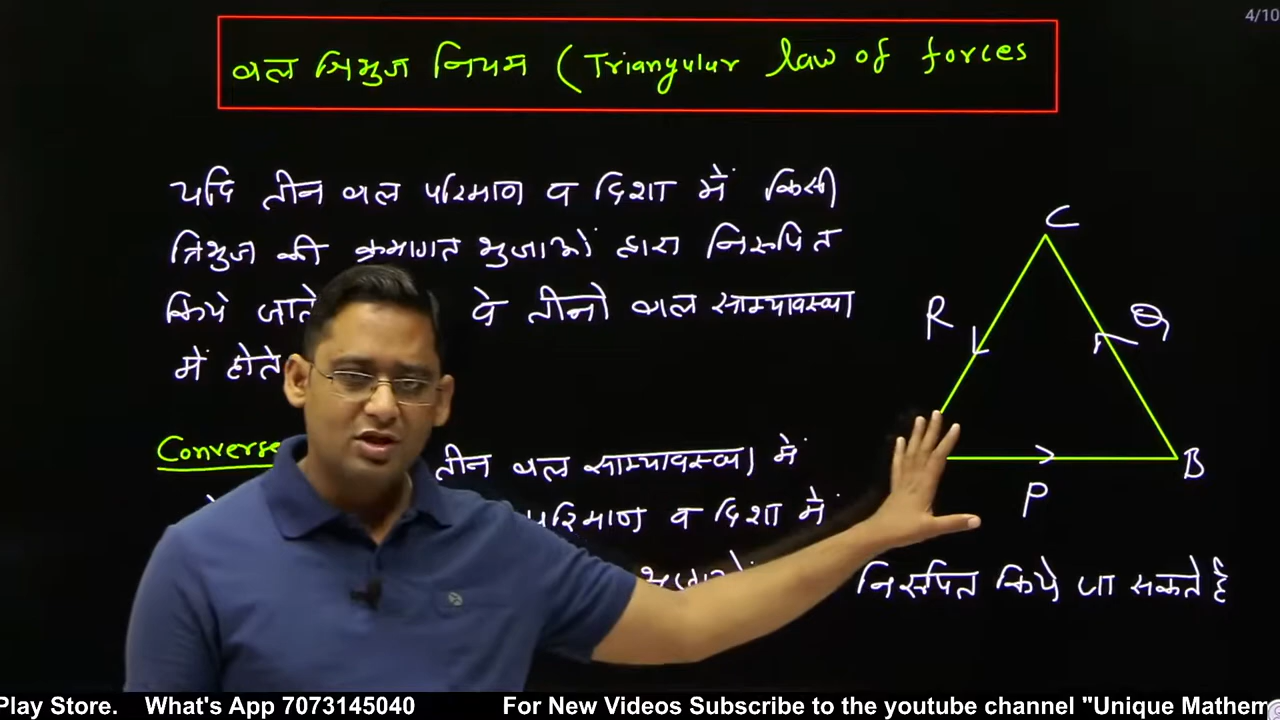 4/10
बल त्रिभुज नियम (Triangular law of forces
यदि तीन बल परिमाण व दिशा में किसी
त्रिभुज की क्रमागत भुजाओं द्वारा निरूपित
किये जाते वे तीनो बल साम्यावस्था
में होते
C
R
Q
B
P
Converse तीन बल साम्यावस्था में
परिमाण व दिशा में
निरूपित किये जा सकते है
Play Store. What's App 7073145040 For New Videos Subscribe to the youtube channel "Unique Mathem